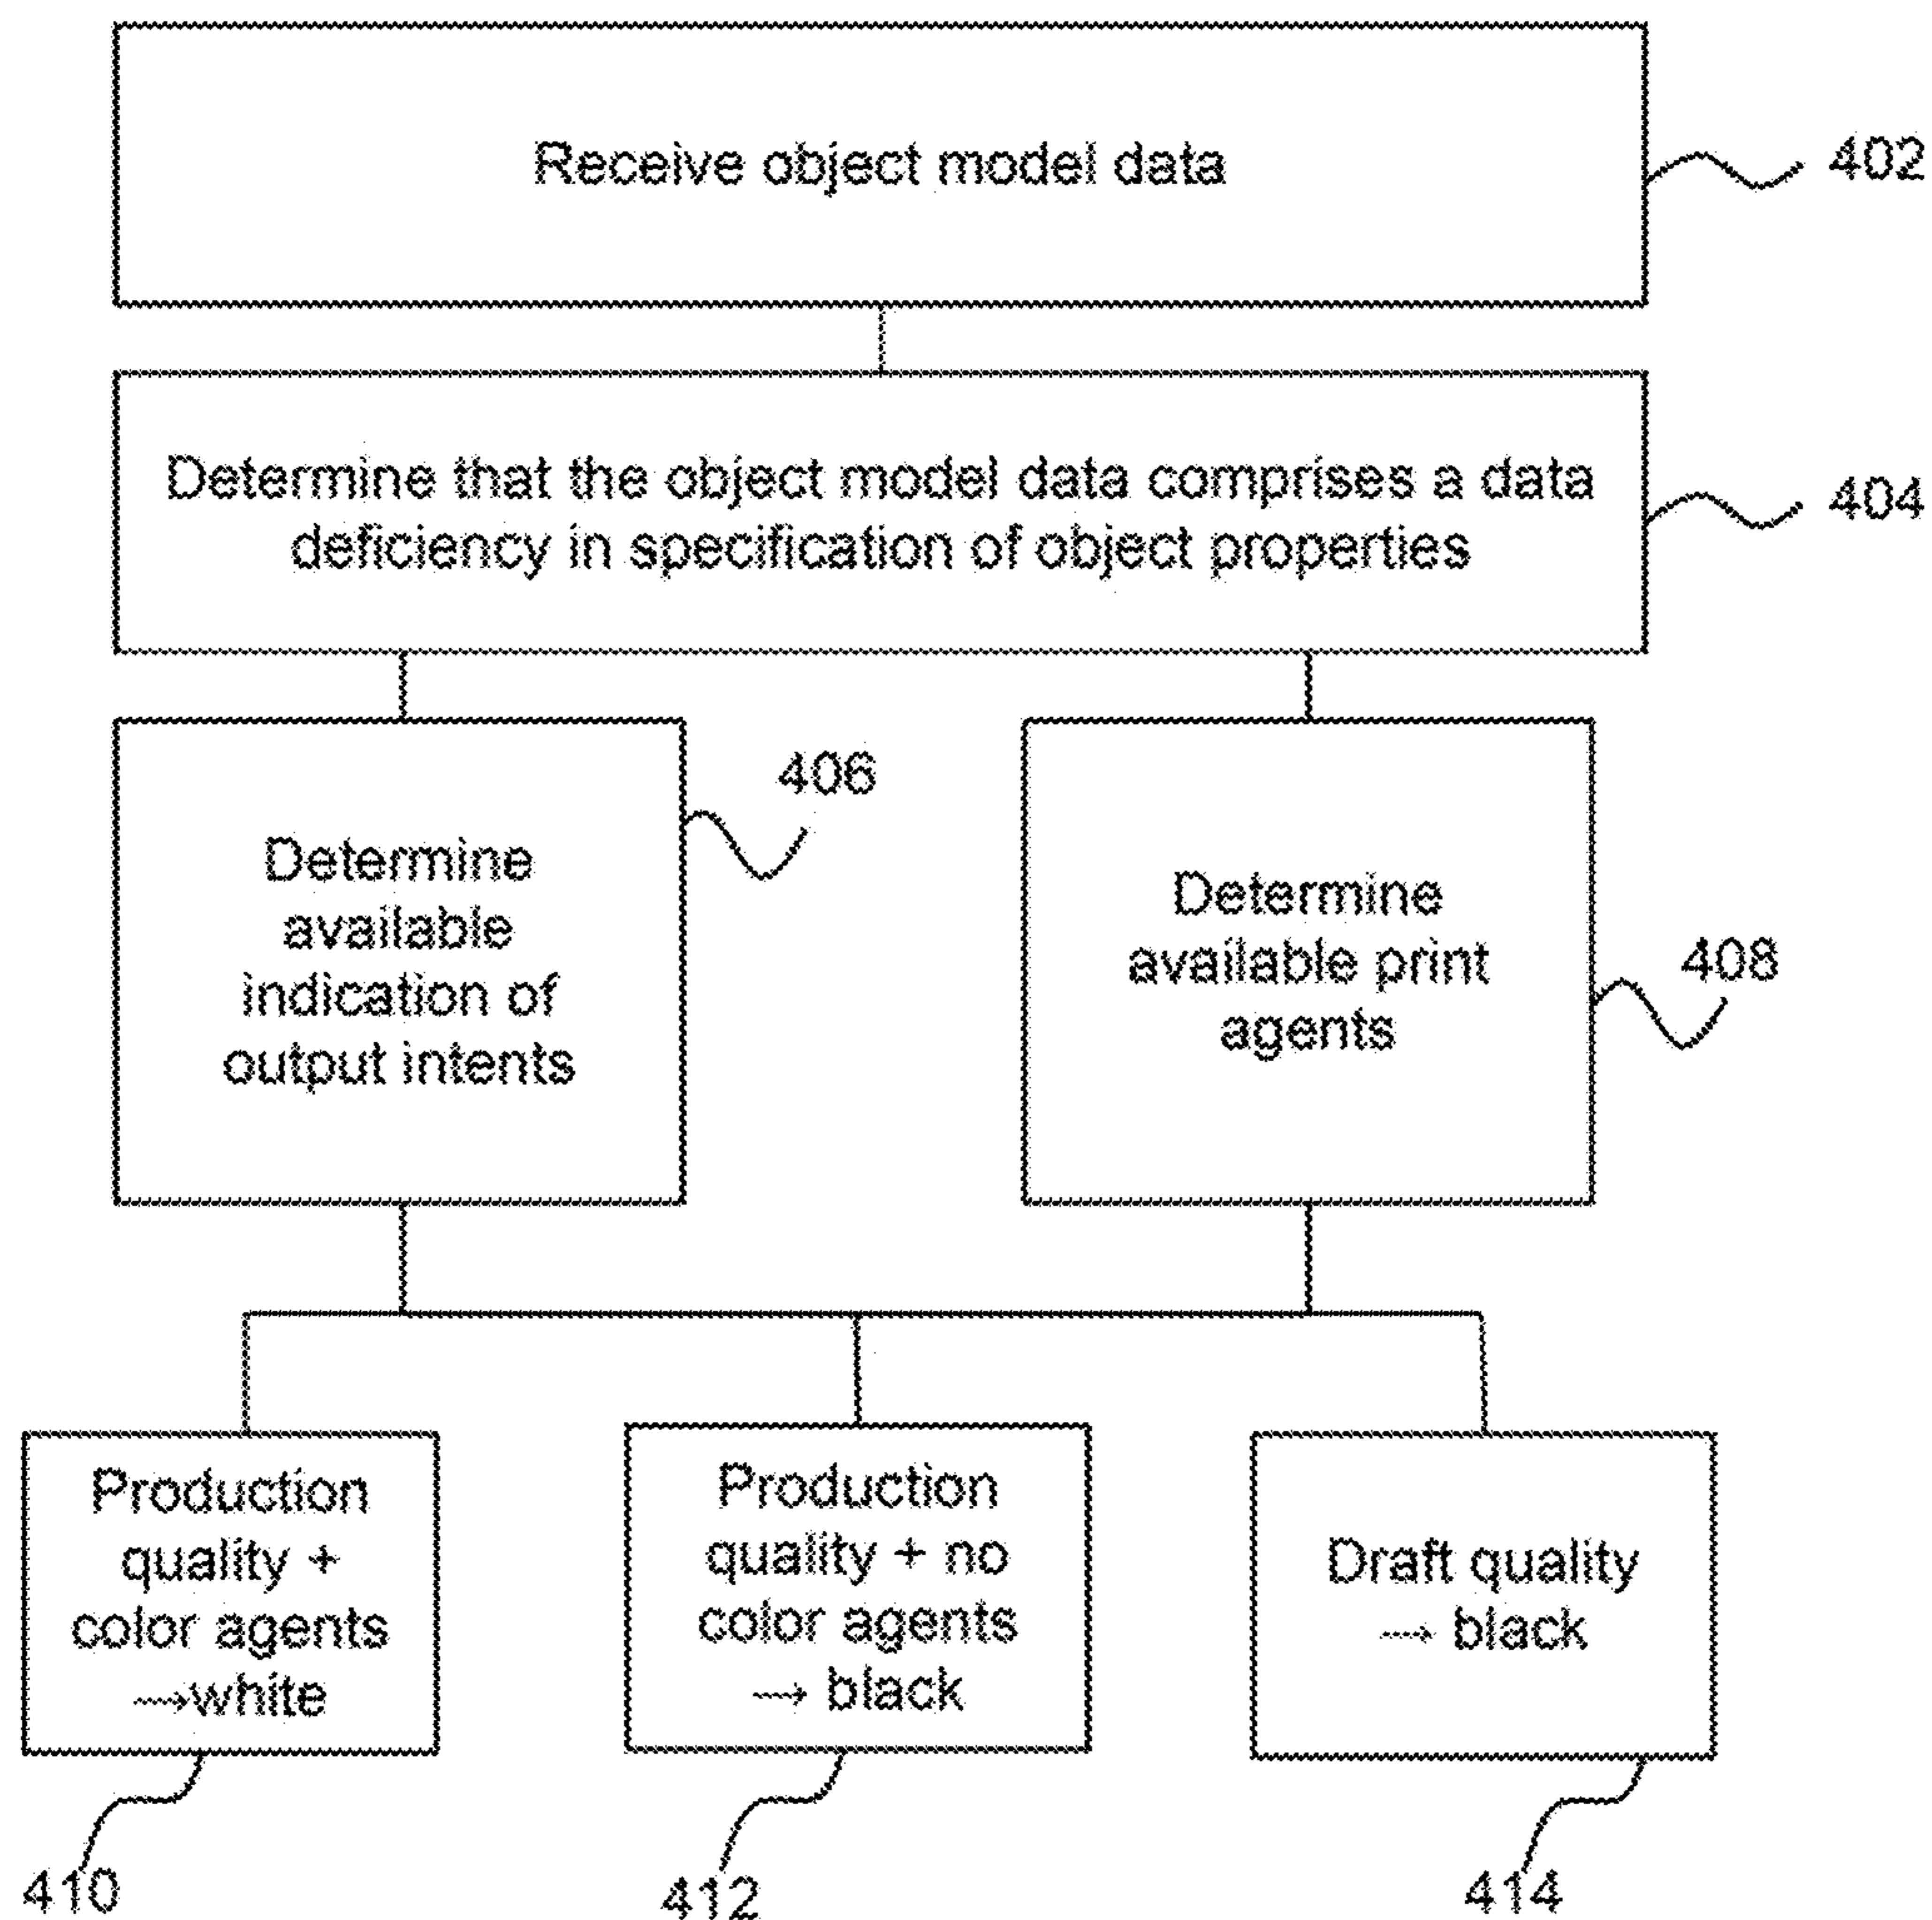 Receive object model data
402
Determine that the object model data comprises a data
deficiency in specification of object properties
404
Determine
available
indication of
output intents
406
Determine
available print
agents
408
Production
quality +
color agents
→white
410
Production
quality + no
color agents
→ black
412
Draft quality
→ black
414